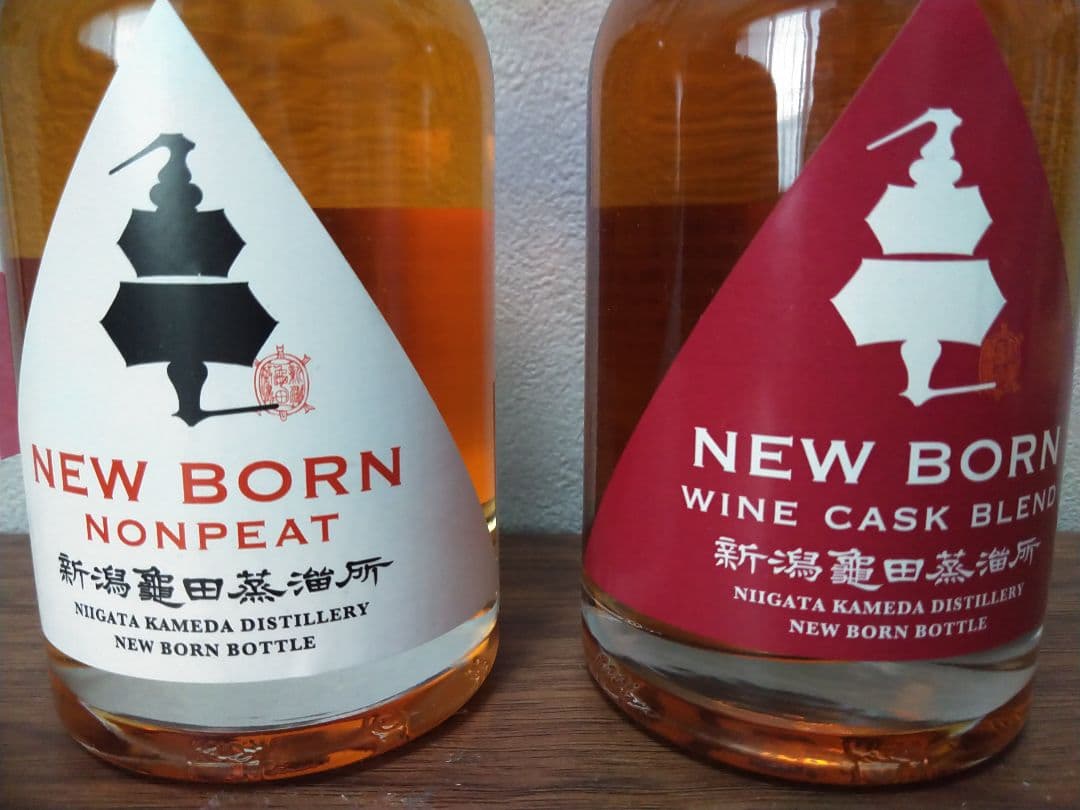 NEW BORN
NONPEAT
新潟亀田蒸溜所
NIIGATA KAMEDA DISTILLERY
NEW BORN BOTTLE
NEW BORN
WINE CASK BLEND
新潟亀田蒸溜所
NIIGATA KAMEDA DISTILLERY
NEW BORN BOTTLE